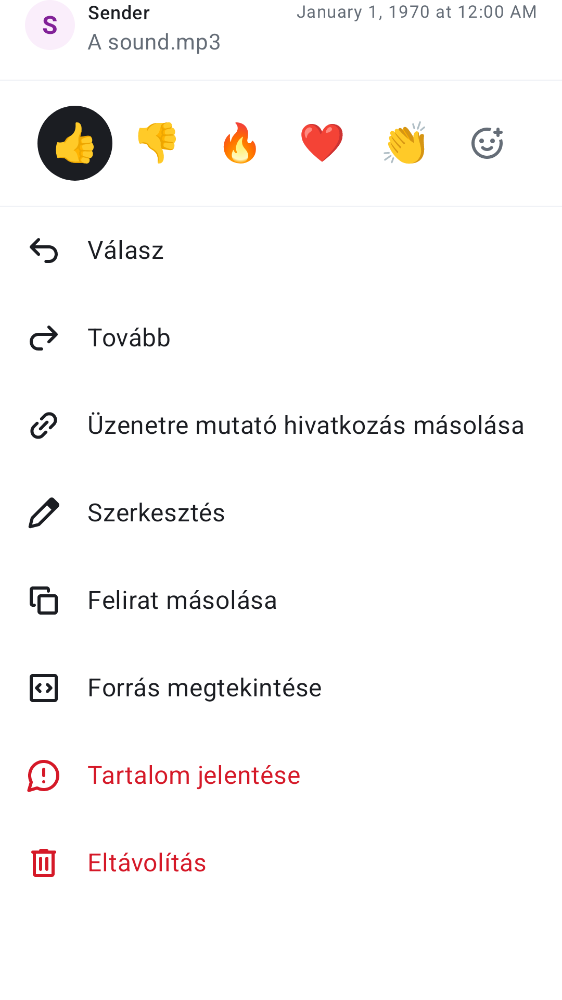 S
Sender
January 1, 1970 at 12:00 AM
A sound.mp3
Válasz
Tovább
Üzenetre mutató hivatkozás másolása
Szerkesztés
Felirat másolása
Forrás megtekintése
Tartalom jelentése
Eltávolítás